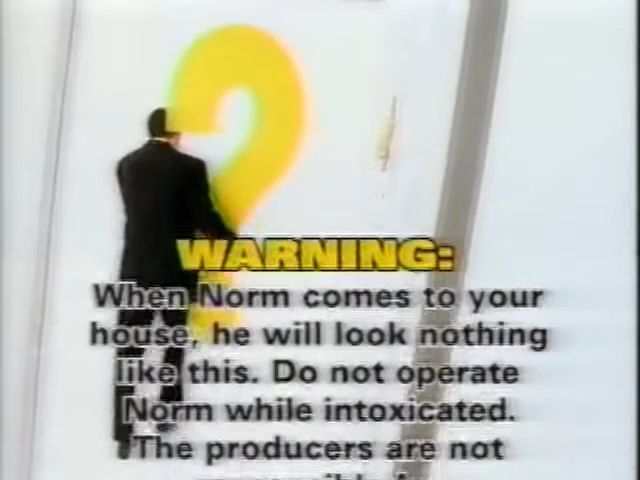 ?
WARNING:
When Norm comes to your
house, he will look nothing
like this. Do not operate
Norm while intoxicated.
The producers are not